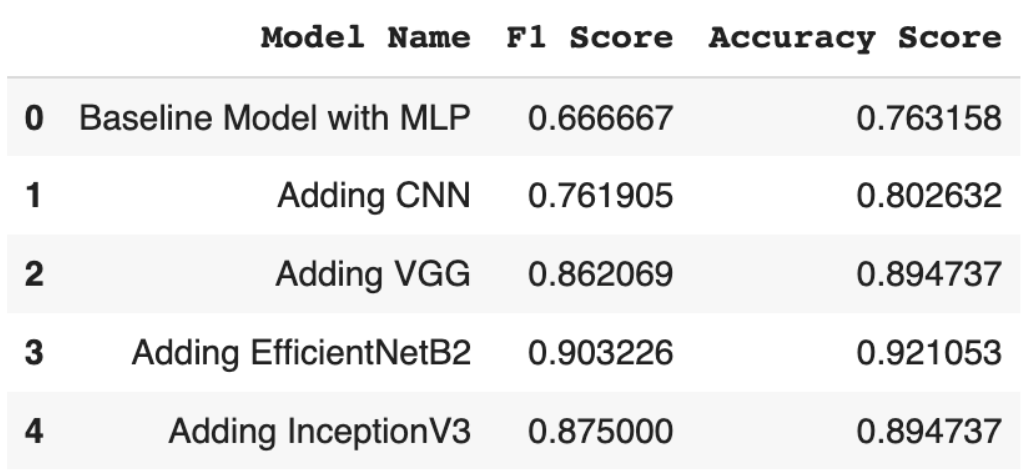 Model Name F1 Score Accuracy Score
0 Baseline Model with MLP 0.666667 0.763158
1 Adding CNN 0.761905 0.802632
2 Adding VGG 0.862069 0.894737
3 Adding EfficientNetB2 0.903226 0.921053
4 Adding InceptionV3 0.875000 0.894737